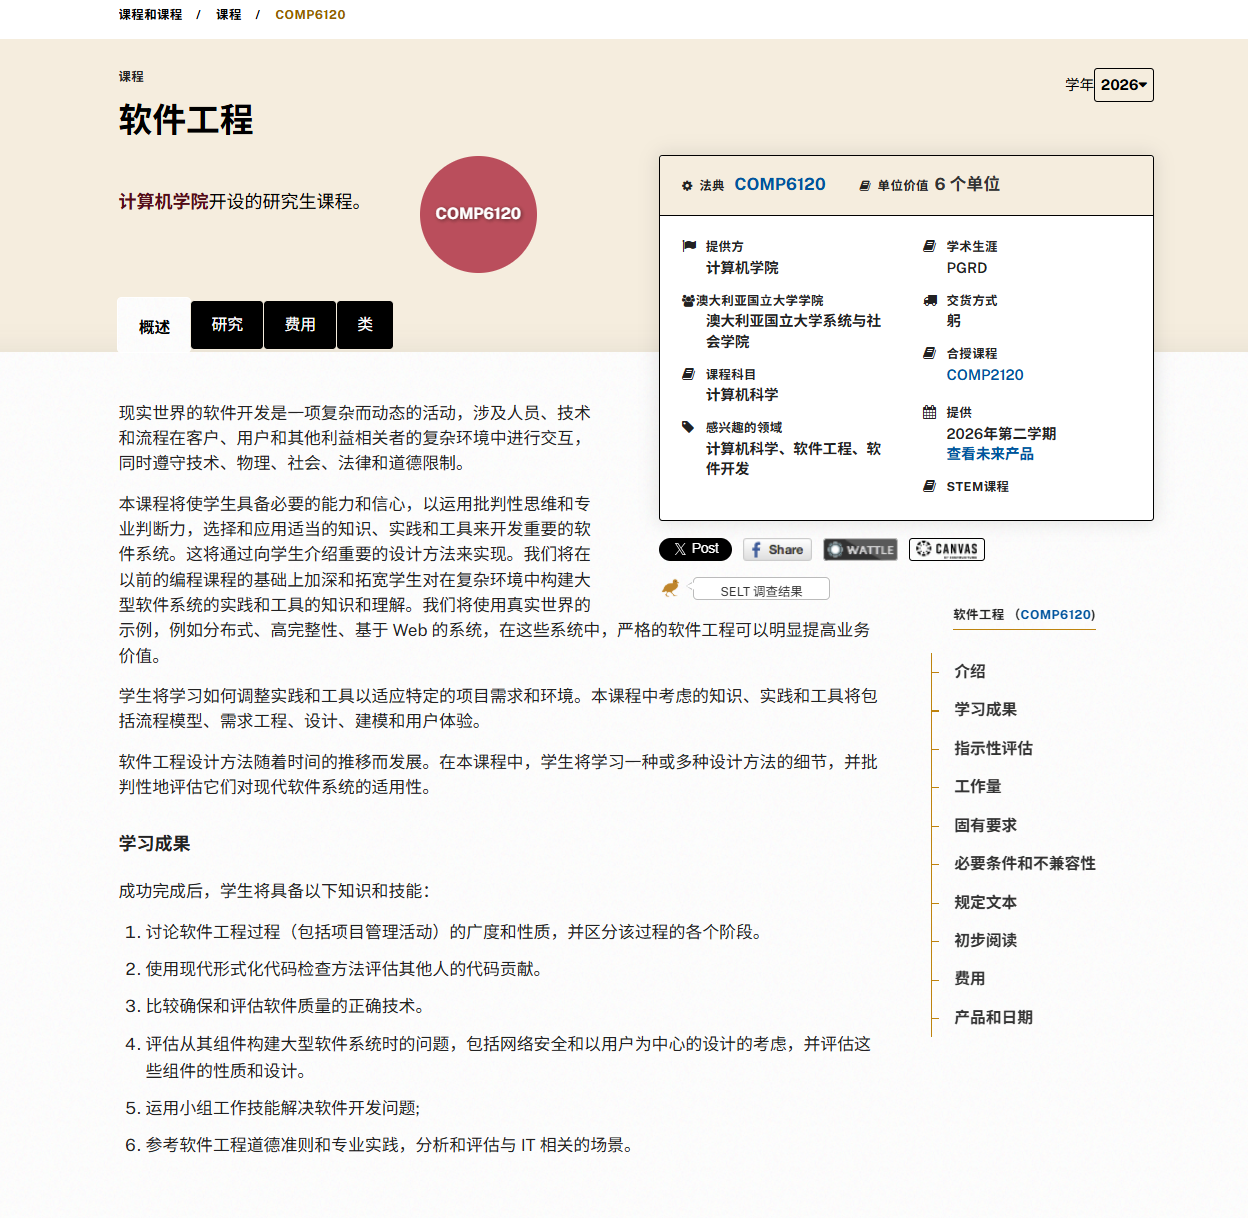 课程和课程 / 课程 / COMP6120
课程
学年 2026
软件工程
计算机学院开设的研究生课程。
COMP6120
概述
研究
费用
类
法典 COMP6120
单位价值 6 个单位
提供方
计算机学院
澳大利亚国立大学学院
澳大利亚国立大学系统与社
会学院
课程科目
计算机科学
感兴趣的领域
计算机科学、软件工程、软
件开发
学术生涯
PGRD
交货方式
躬
合授课程
COMP2120
提供
2026年第二学期
查看未来产品
STEM课程
X Post
Share
WATTLE
CANVAS
SELT 调查结果
现实世界的软件开发是一项复杂而动态的活动，涉及人员、技术
和流程在客户、用户和其他利益相关者的复杂环境中进行交互，
同时遵守技术、物理、社会、法律和道德限制。
本课程将使学生具备必要的能力和信心，以运用批判性思维和专
业判断力，选择和应用适当的知识、实践和工具来开发重要的软
件系统。这将通过向学生介绍重要的设计方法来实现。我们将在
以前的编程课程的基础上加深和拓宽学生对在复杂环境中构建大
型软件系统的实践和工具的知识和理解。我们将使用真实世界的
示例，例如分布式、高完整性、基于 Web 的系统，在这些系统中，严格的软件工程可以明显提高业务
价值。
学生将学习如何调整实践和工具以适应特定的项目需求和环境。本课程中考虑的知识、实践和工具将包
括流程模型、需求工程、设计、建模和用户体验。
软件工程设计方法随着时间的推移而发展。在本课程中，学生将学习一种或多种设计方法的细节，并批
判性地评估它们对现代软件系统的适用性。
学习成果
成功完成后，学生将具备以下知识和技能：
1. 讨论软件工程过程（包括项目管理活动）的广度和性质，并区分该过程的各个阶段。
2. 使用现代形式化代码检查方法评估其他人的代码贡献。
3. 比较确保和评估软件质量的正确技术。
4. 评估从其组件构建大型软件系统时的问题，包括网络安全和以用户为中心的设计的考虑，并评估这
些组件的性质和设计。
5. 运用小组工作技能解决软件开发问题;
6. 参考软件工程道德准则和专业实践，分析和评估与 IT 相关的场景。
软件工程 （COMP6120)
介绍
学习成果
指示性评估
工作量
固有要求
必要条件和不兼容性
规定文本
初步阅读
费用
产品和日期